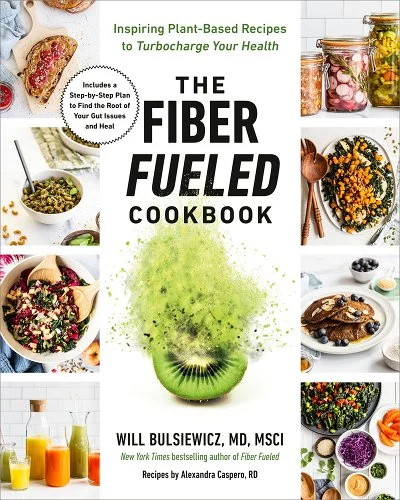 Inspiring Plant-Based Recipes
to Turbocharge Your Health
Includes a
Step-by-Step Plan
to Find the Root of
Your Gut Issues
and Heal
THE
FIBER
FUELED
COOKBOOK
WILL BULSIEWICZ, MD, MSCI
New York Times bestselling author of Fiber Fueled
Recipes by Alexandra Caspero, RD